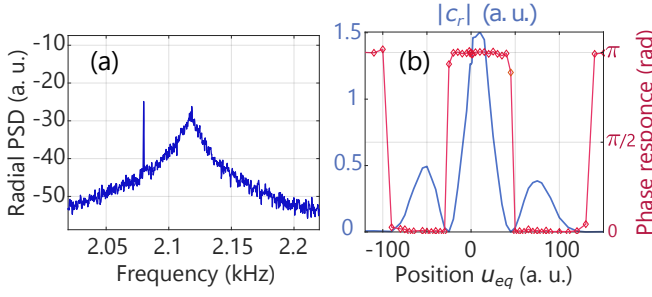 (a)
-10
-20
-30
-40
-50
Radial PSD (a. u.)
2.05
2.1
2.15
2.2
Frequency (kHz)
|c_r| (a. u.)
(b)
1.5
1
0.5
0
π
π/2
0
Phase responce (rad)
-100
0
100
Position u_eq (a. u.)